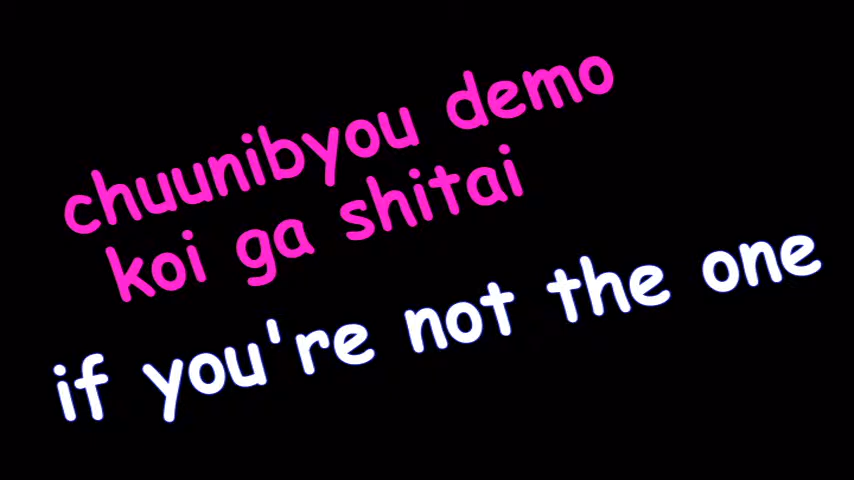 chuunibyou demo
koi ga shitai
if you're not the one